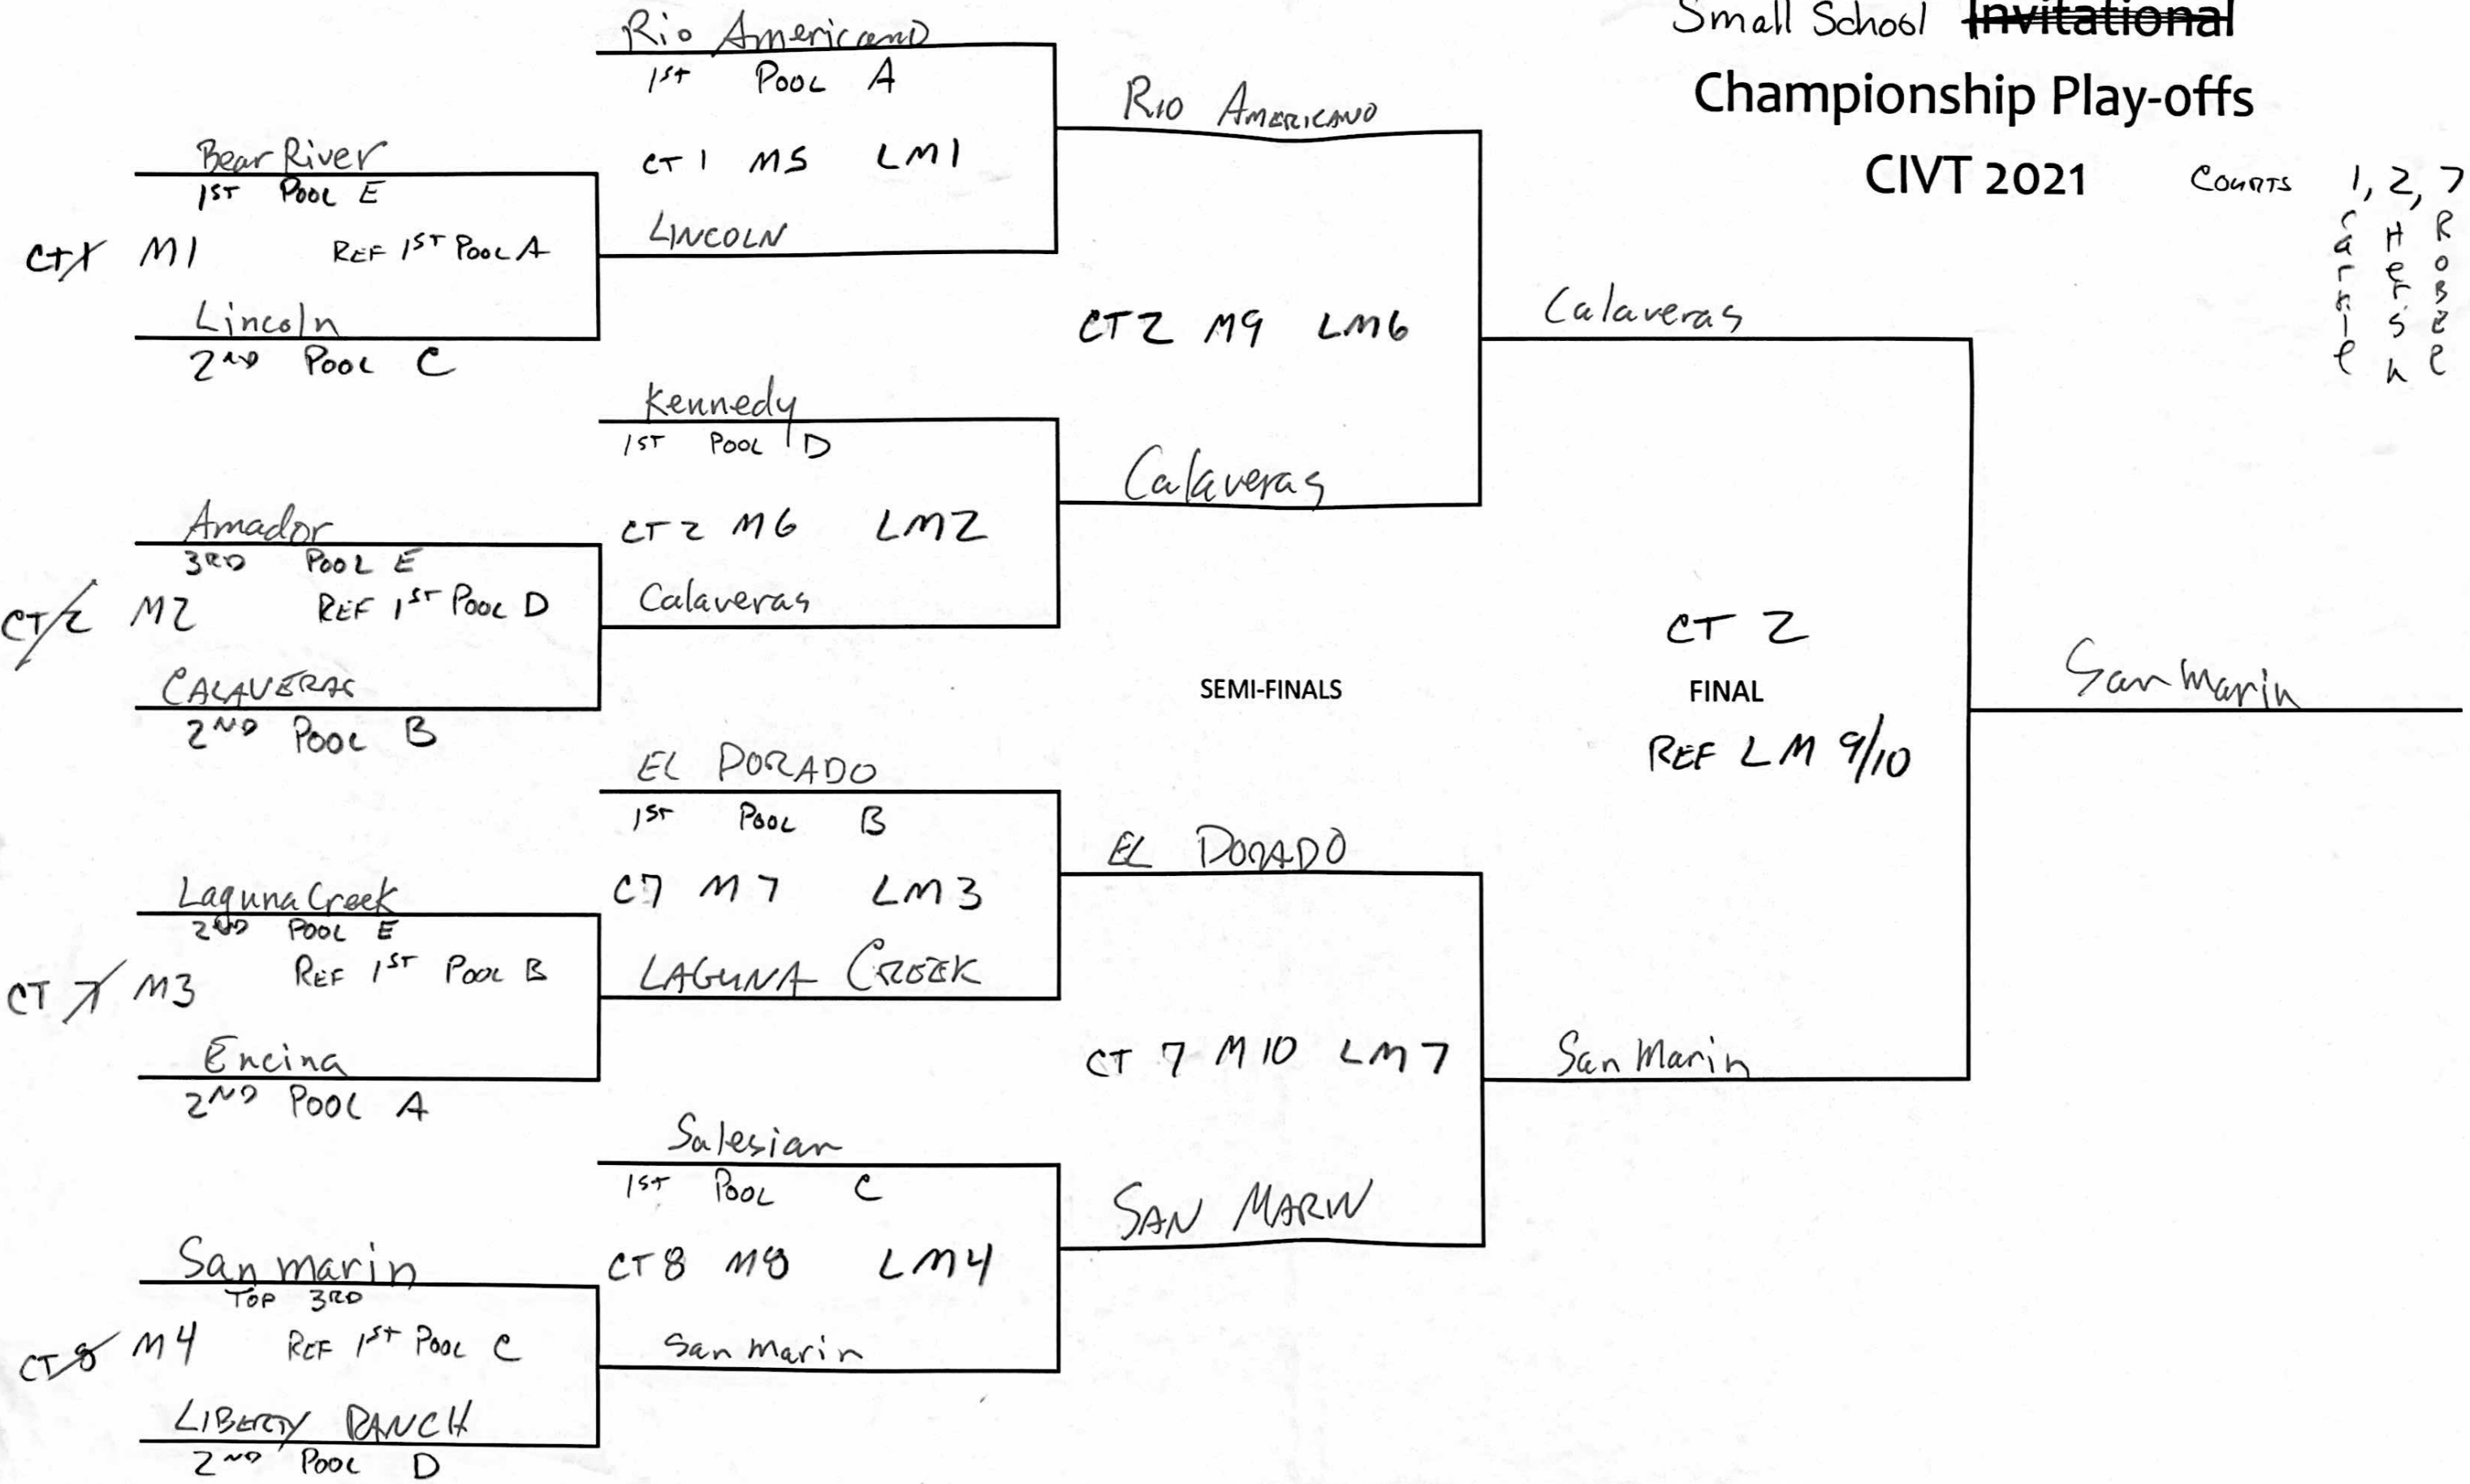 Small School Invitational
Championship Play-offs
CIVT 2021
Courts 1, 2, 7
Hersh
Bear River
1ST POOL E
CT 1 M1 REF 1ST POOL A
Lincoln
2ND POOL C
Amador
3RD POOL E
CT 2 M2 REF 1ST POOL D
CALAVERAS
2ND POOL B
Laguna Creek
2ND POOL E
CT 7 M3 REF 1ST POOL B
Encina
2ND POOL A
San marin
TOP 3RD
CT 8 M4 REF 1ST POOL C
LIBERTY RANCH
2ND POOL D
Rio Americano
1st POOL A
CT 1 M5 LM1
LINCOLN
Kennedy
1ST POOL D
CT 2 M6 LM2
Calaveras
EL DORADO
1ST POOL B
C7 M7 LM3
LAGUNA CREEK
Salesian
1ST POOL C
CT 8 M8 LM4
San marin
RIO AMERICANO
CT 2 M9 LM6
Calaveras
SEMI-FINALS
EL DORADO
CT 7 M10 LM7
SAN MARIN
Calaveras
CT 2
FINAL
REF LM 9/10
San Marin
San Marin